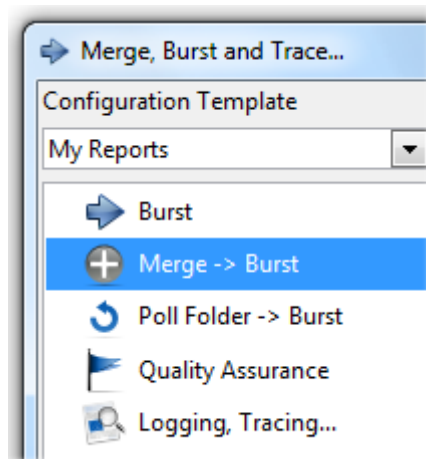 Merge, Burst and Trace...
Configuration Template
My Reports
Burst
Merge -> Burst
Poll Folder -> Burst
Quality Assurance
Logging, Tracing...